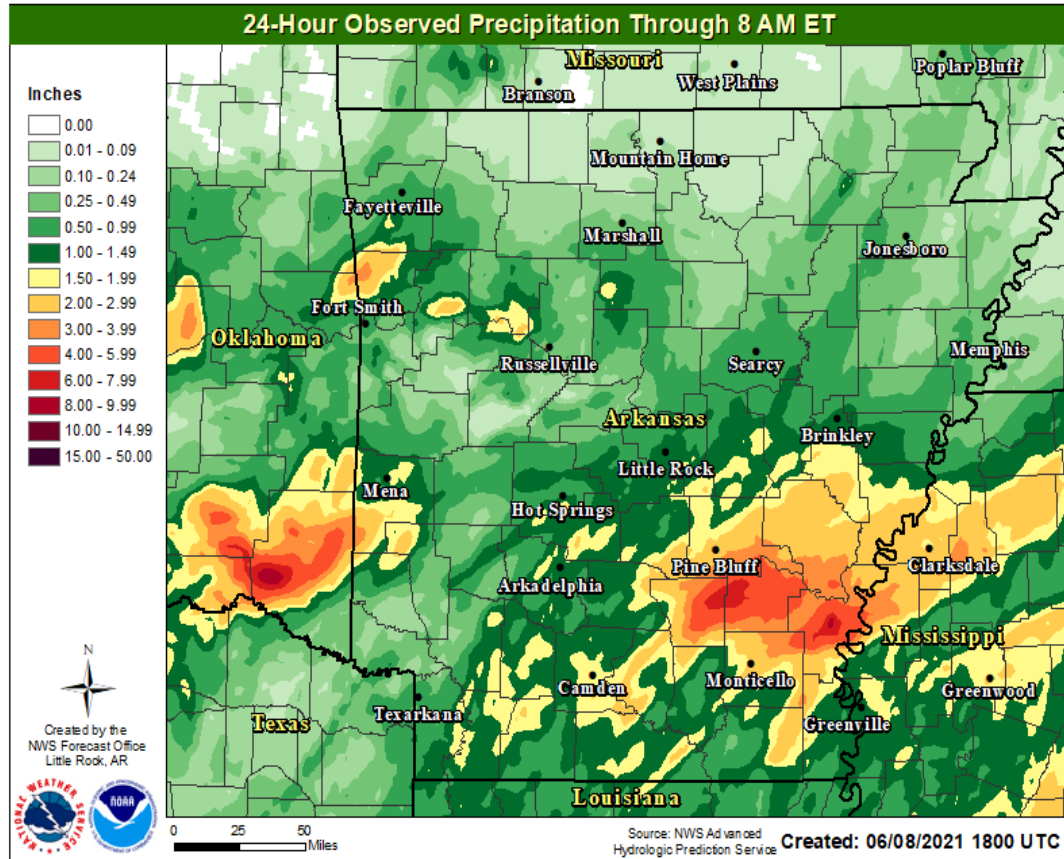 24-Hour Observed Precipitation Through 8 AM ET
Inches
0.00
0.01 - 0.09
0.10 - 0.24
0.25 - 0.49
0.50 - 0.99
1.00 - 1.49
1.50 - 1.99
2.00 - 2.99
3.00 - 3.99
4.00 - 5.99
6.00 - 7.99
8.00 - 9.99
10.00 - 14.99
15.00 - 50.00
Missouri
Poplar Bluff
West Plains
Branson
Mountain Home
Fayetteville
Marshall
Jonesboro
Fort Smith
Oklahoma
Memphis
Russellville
Searcy
Arkansas
Brinkley
Little Rock
Mena
Hot Springs
Pine Bluff
Clarksdale
Arkadelphia
Mississippi
Camden
Monticello
Greenwood
Texarkana
Texas
Greenville
Louisiana
N
Created by the
NWS Forecast Office
Little Rock, AR
NATIONAL WEATHER SERVICE
NOAA
0 25 50
Miles
Source: NWS Advanced
Hydrologic Prediction Service
Created: 06/08/2021 1800 UTC